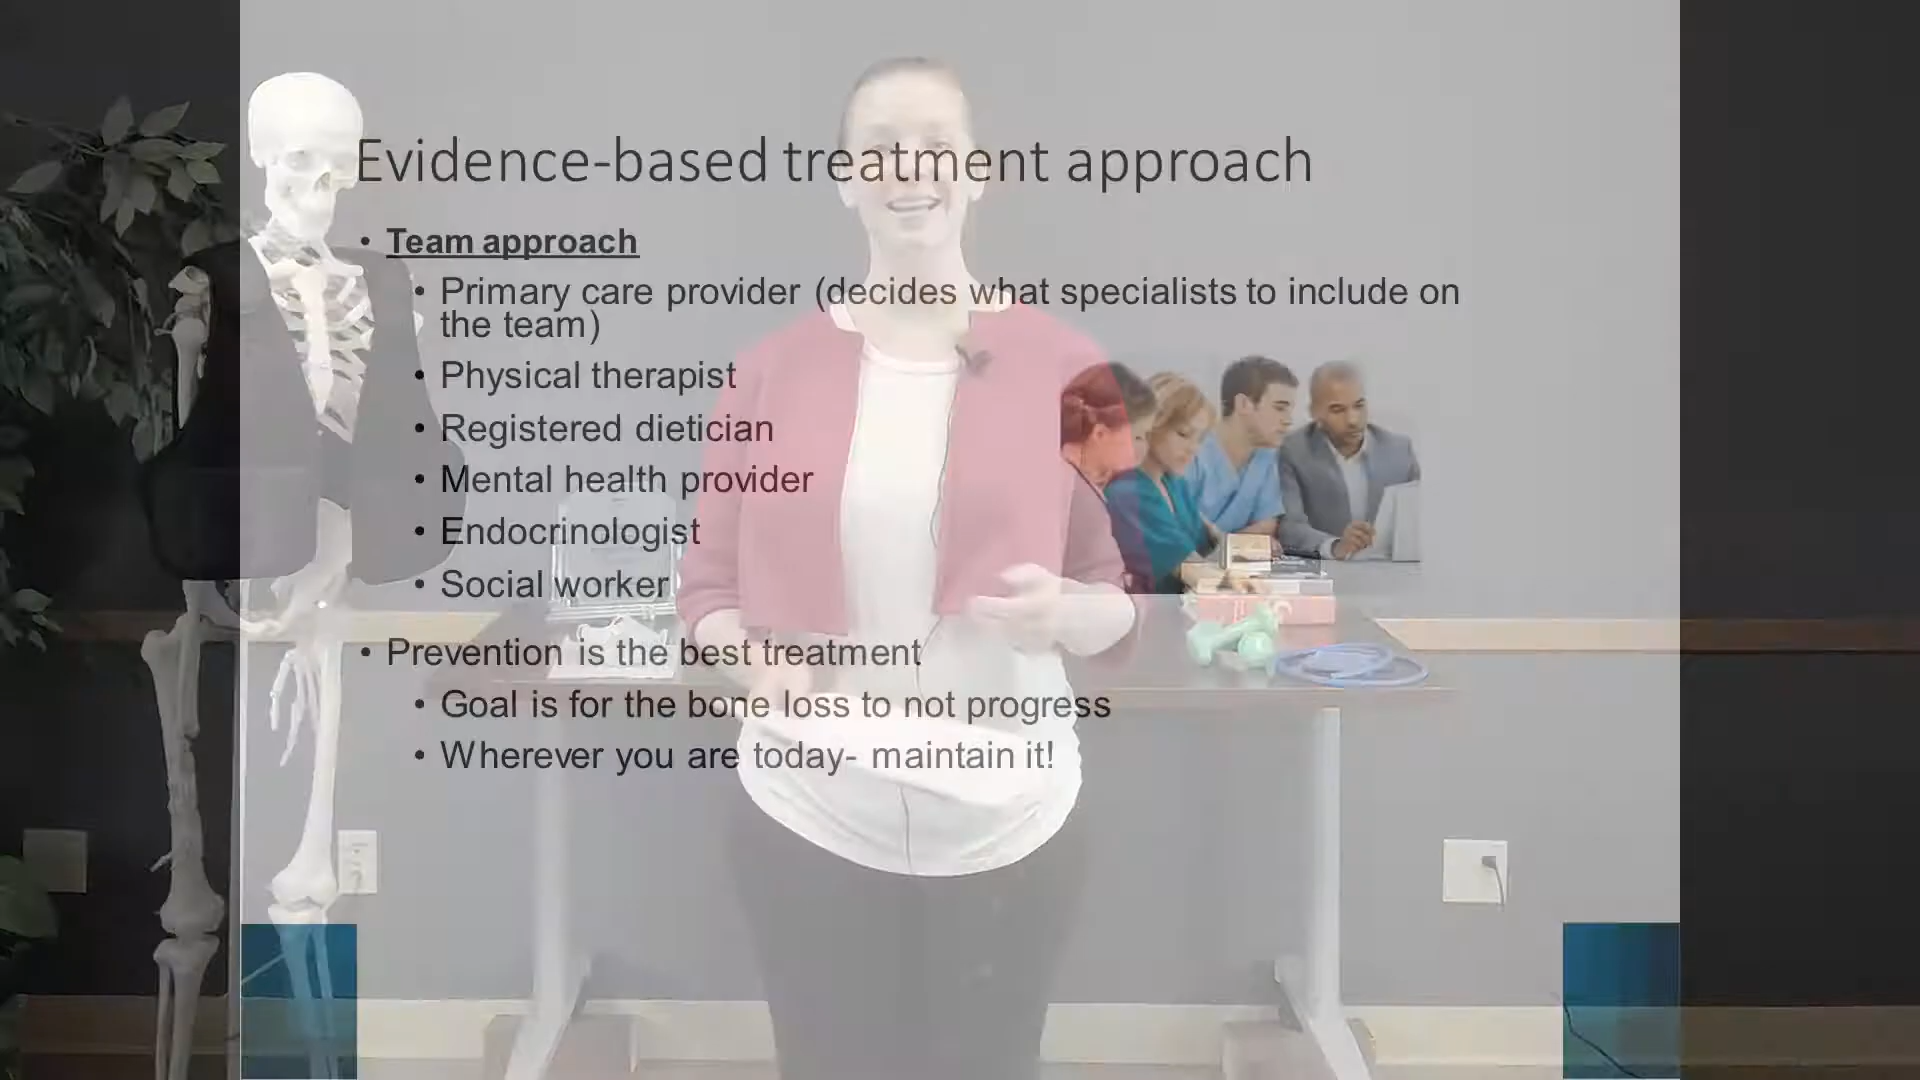 Evidence-based treatment approach
• Team approach
• Primary care provider (decides what specialists to include on
the team)
• Physical therapist
• Registered dietician
• Mental health provider
• Endocrinologist
• Social worker
• Prevention is the best treatment
• Goal is for the bone loss to not progress
• Wherever you are today- maintain it!